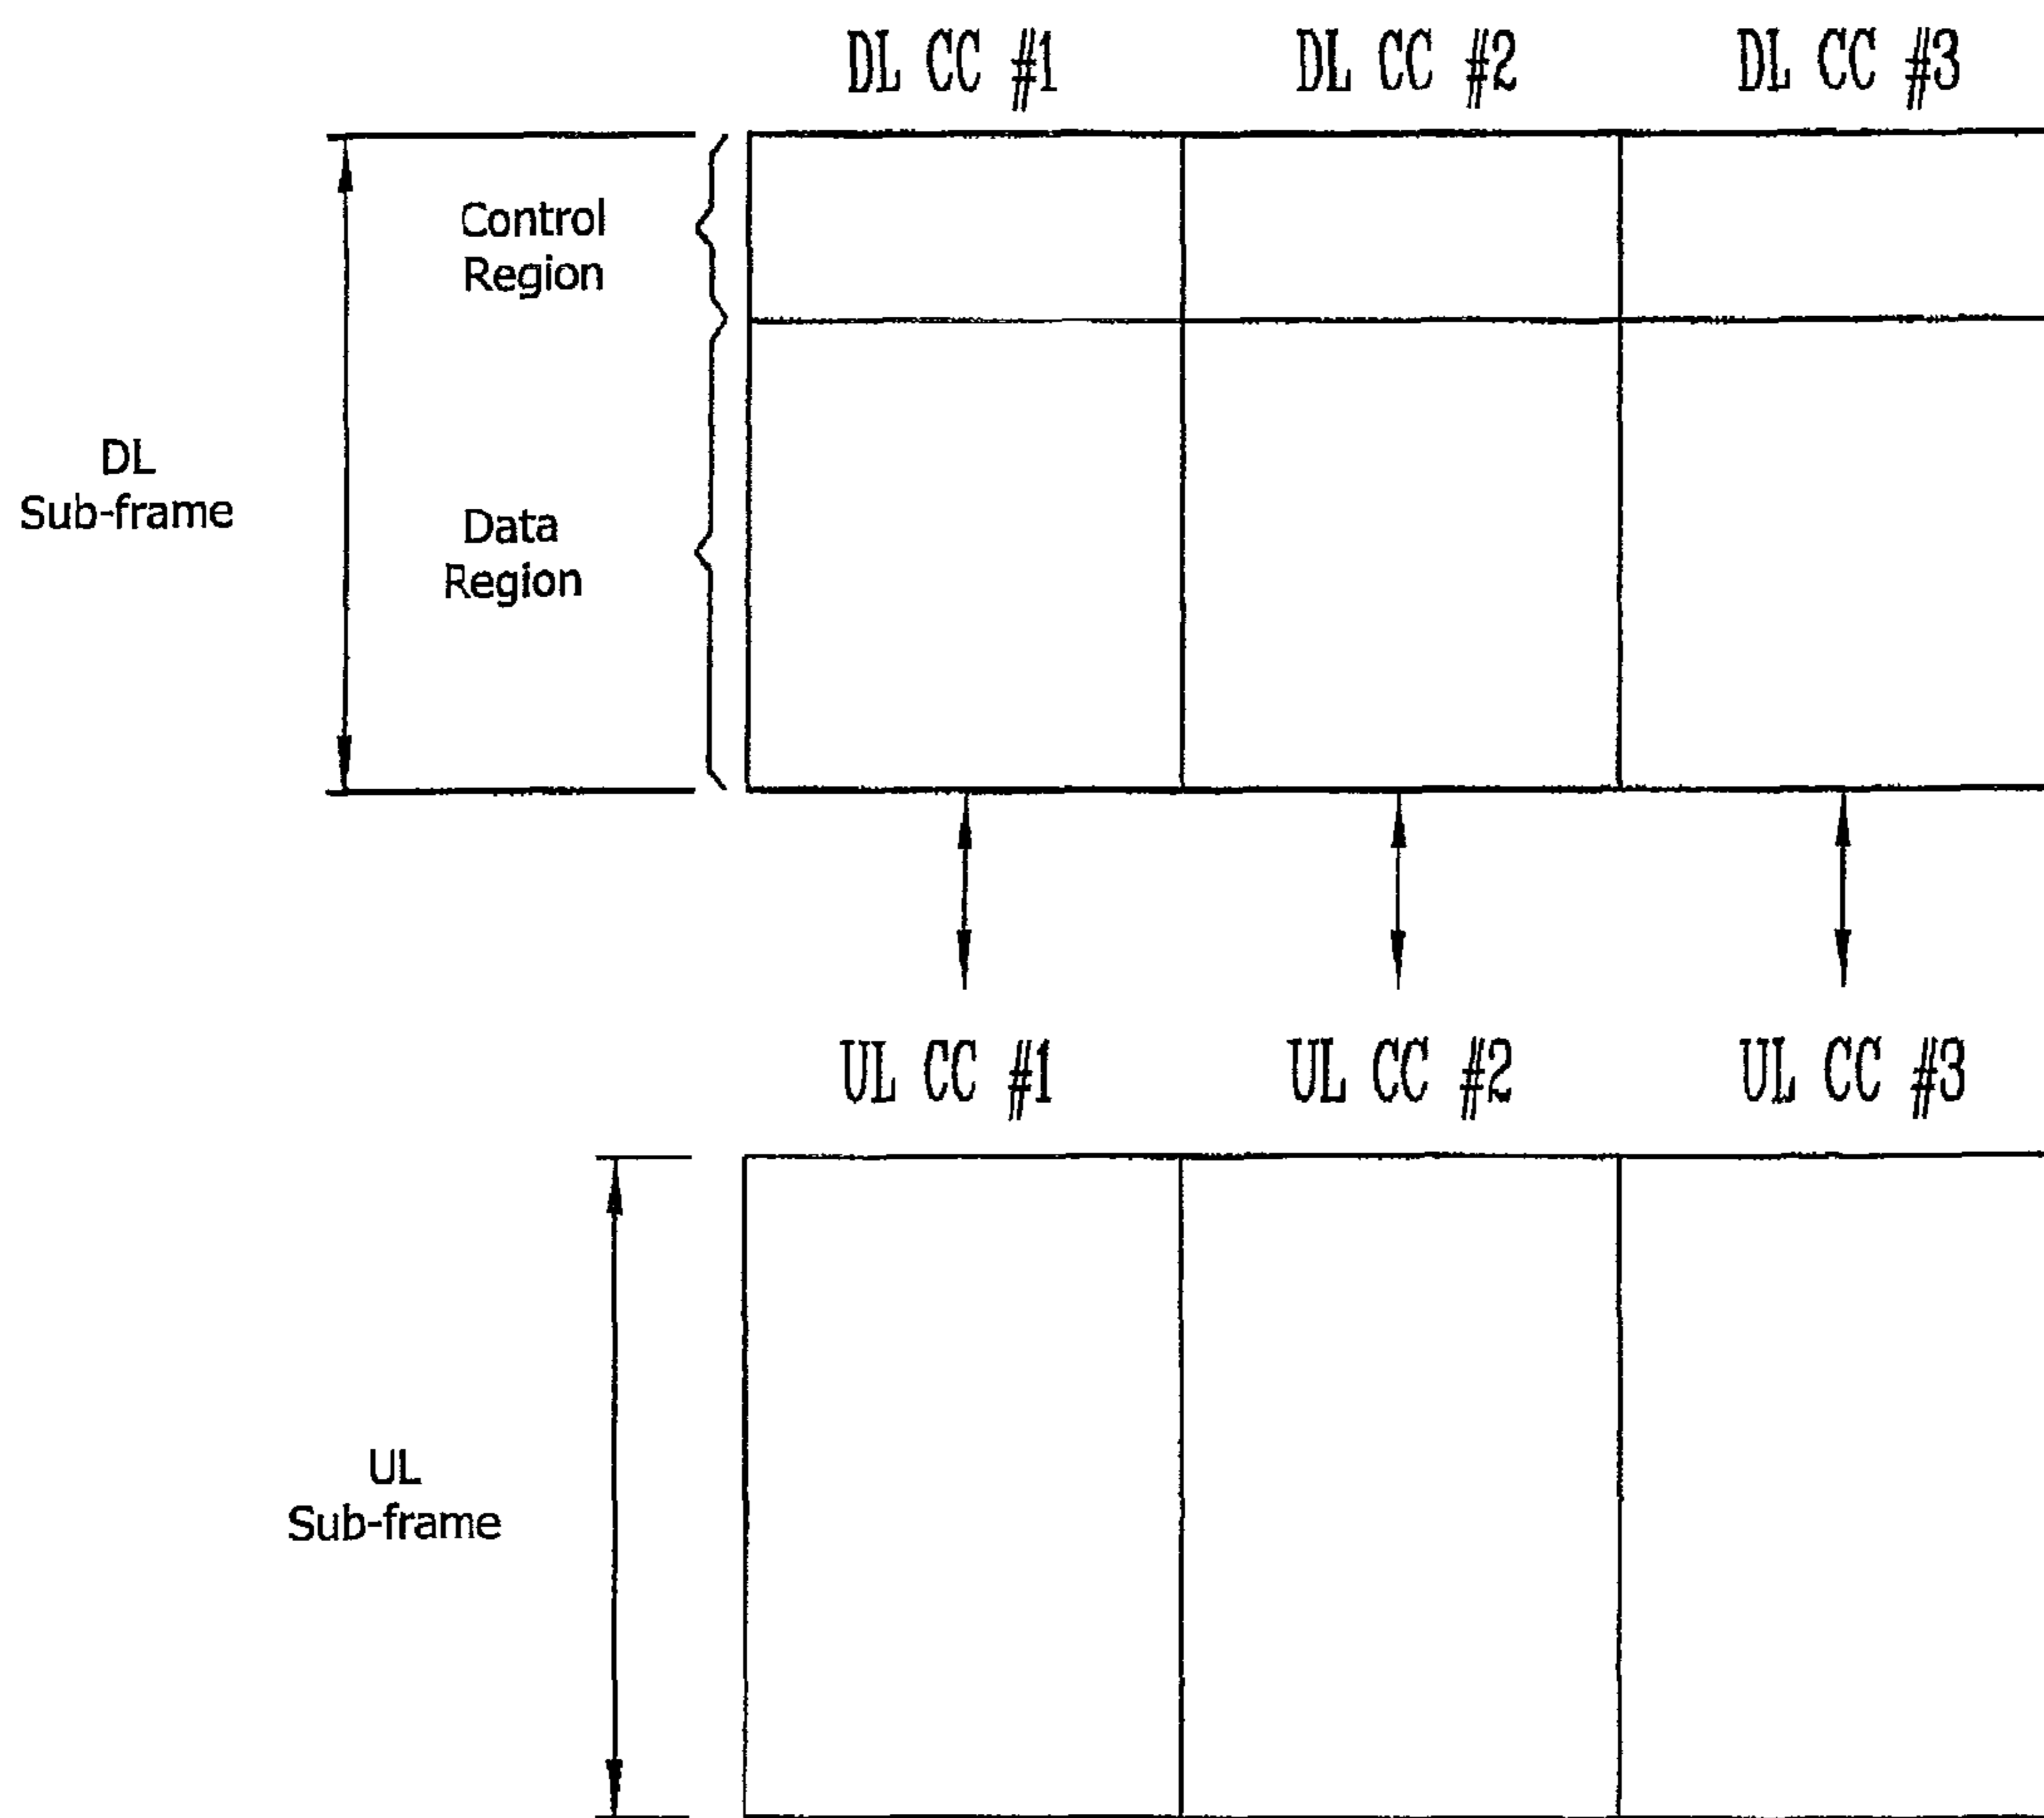 DL CC #1 DL CC #2 DL CC #3
Control
Region
DL
Sub-frame
Data
Region
UL CC #1 UL CC #2 UL CC #3
UL
Sub-frame